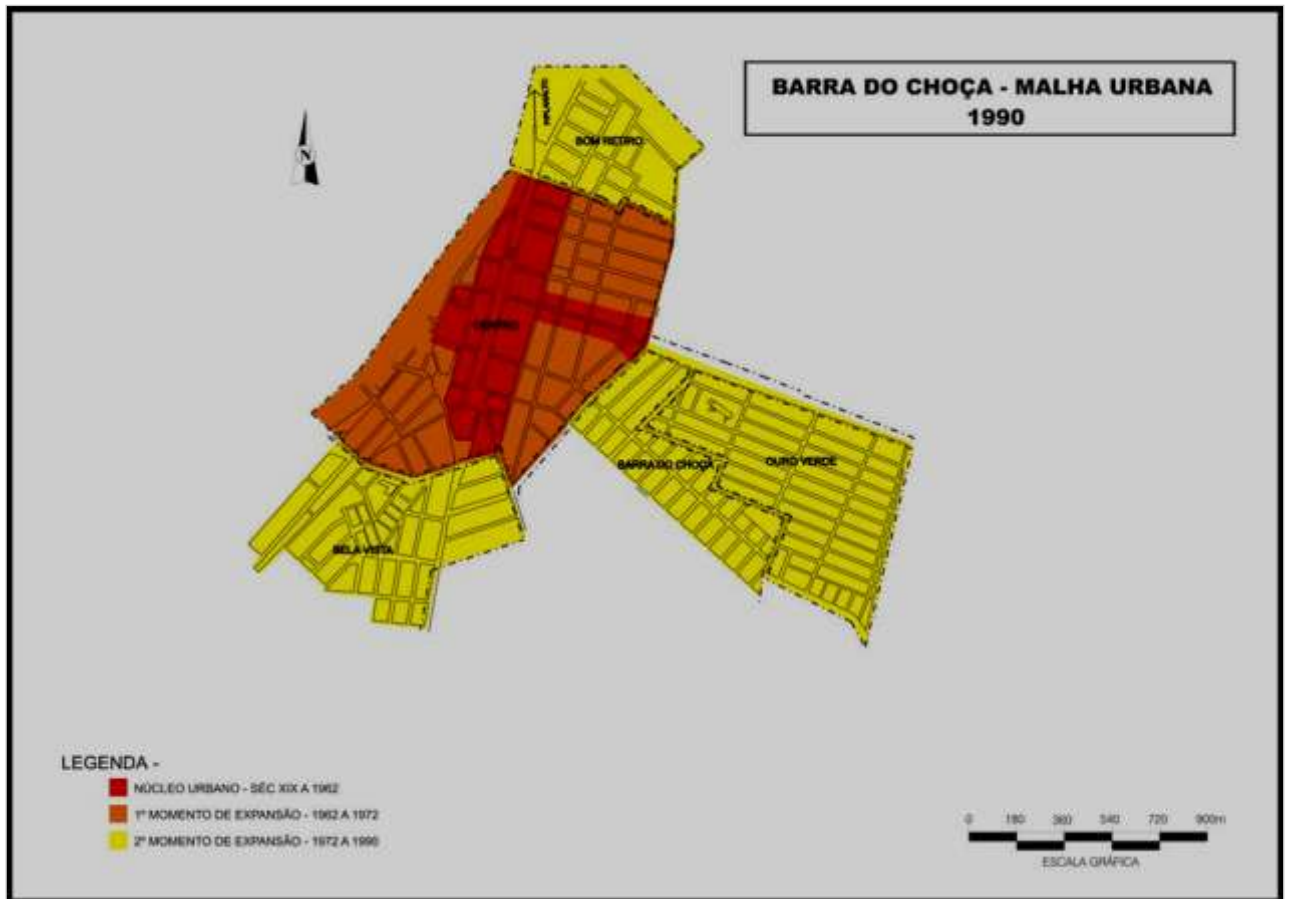 BARRA DO CHOÇA - MALHA URBANA
1990
BOM RETIRO
N
CENTRO
BARRA DO CHOÇA
OURO VERDE
BELA VISTA
LEGENDA -
NÚCLEO URBANO - SÉC XIX A 1962
1º MOMENTO DE EXPANSÃO - 1962 A 1972
2º MOMENTO DE EXPANSÃO - 1972 A 1990
0 180 360 540 720 900m
ESCALA GRÁFICA